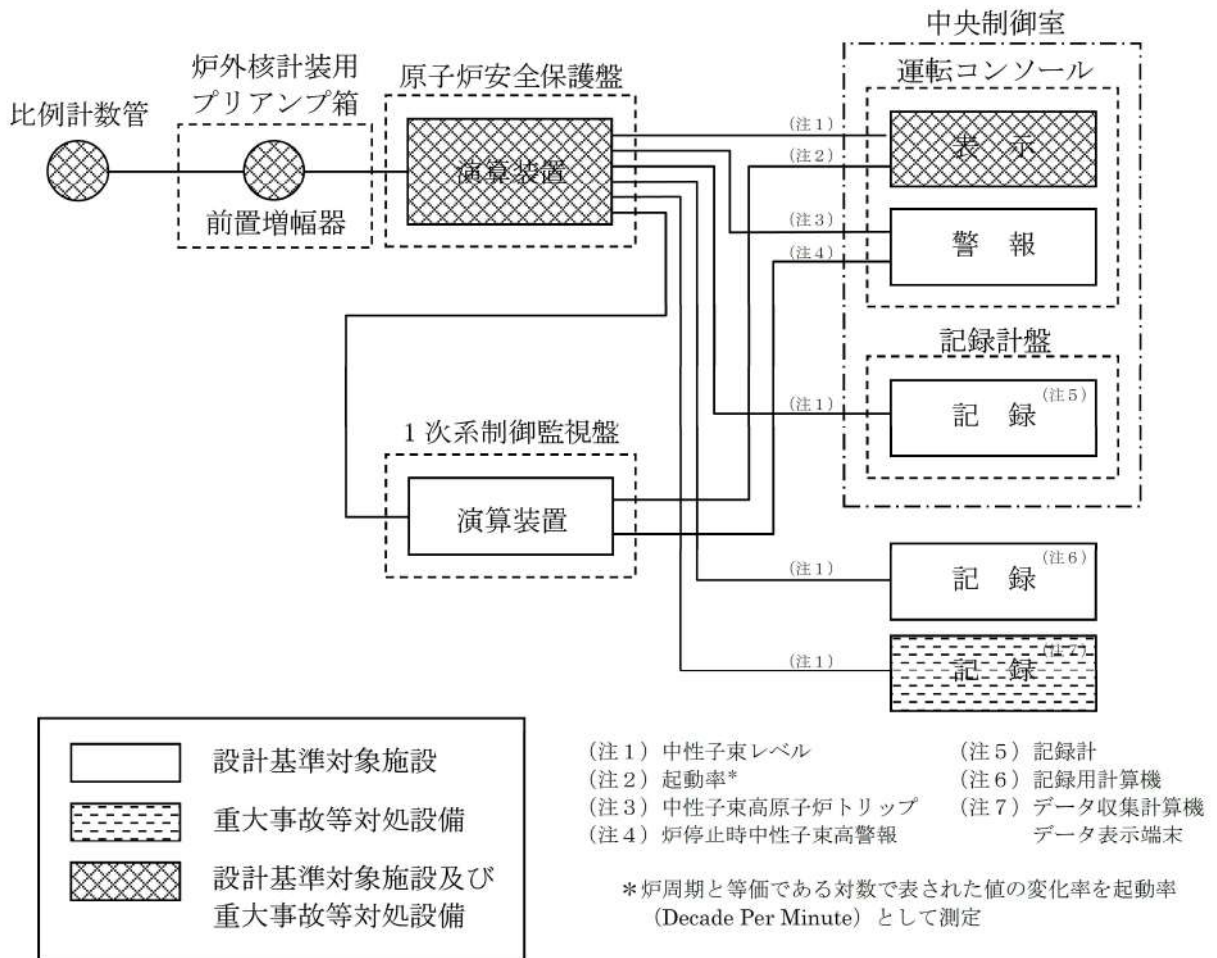 中央制御室
運転コンソール
炉外核計装用
プリアンプ箱
原子炉安全保護盤
比例計数管
前置増幅器
演算装置
(注1)
(注2)
(注3)
(注4)
表 示
警 報
記録計盤
(注1)
記 録
(注5)
1次系制御監視盤
演算装置
(注1)
記 録
(注6)
(注1)
記 録
(注7)
設計基準対象施設
重大事故等対処設備
設計基準対象施設及び
重大事故等対処設備
(注1)中性子束レベル
(注2)起動率*
(注3)中性子束高原子炉トリップ
(注4)炉停止時中性子束高警報
(注5)記録計
(注6)記録用計算機
(注7)データ収集計算機
データ表示端末
*炉周期と等価である対数で表された値の変化率を起動率
(Decade Per Minute)として測定